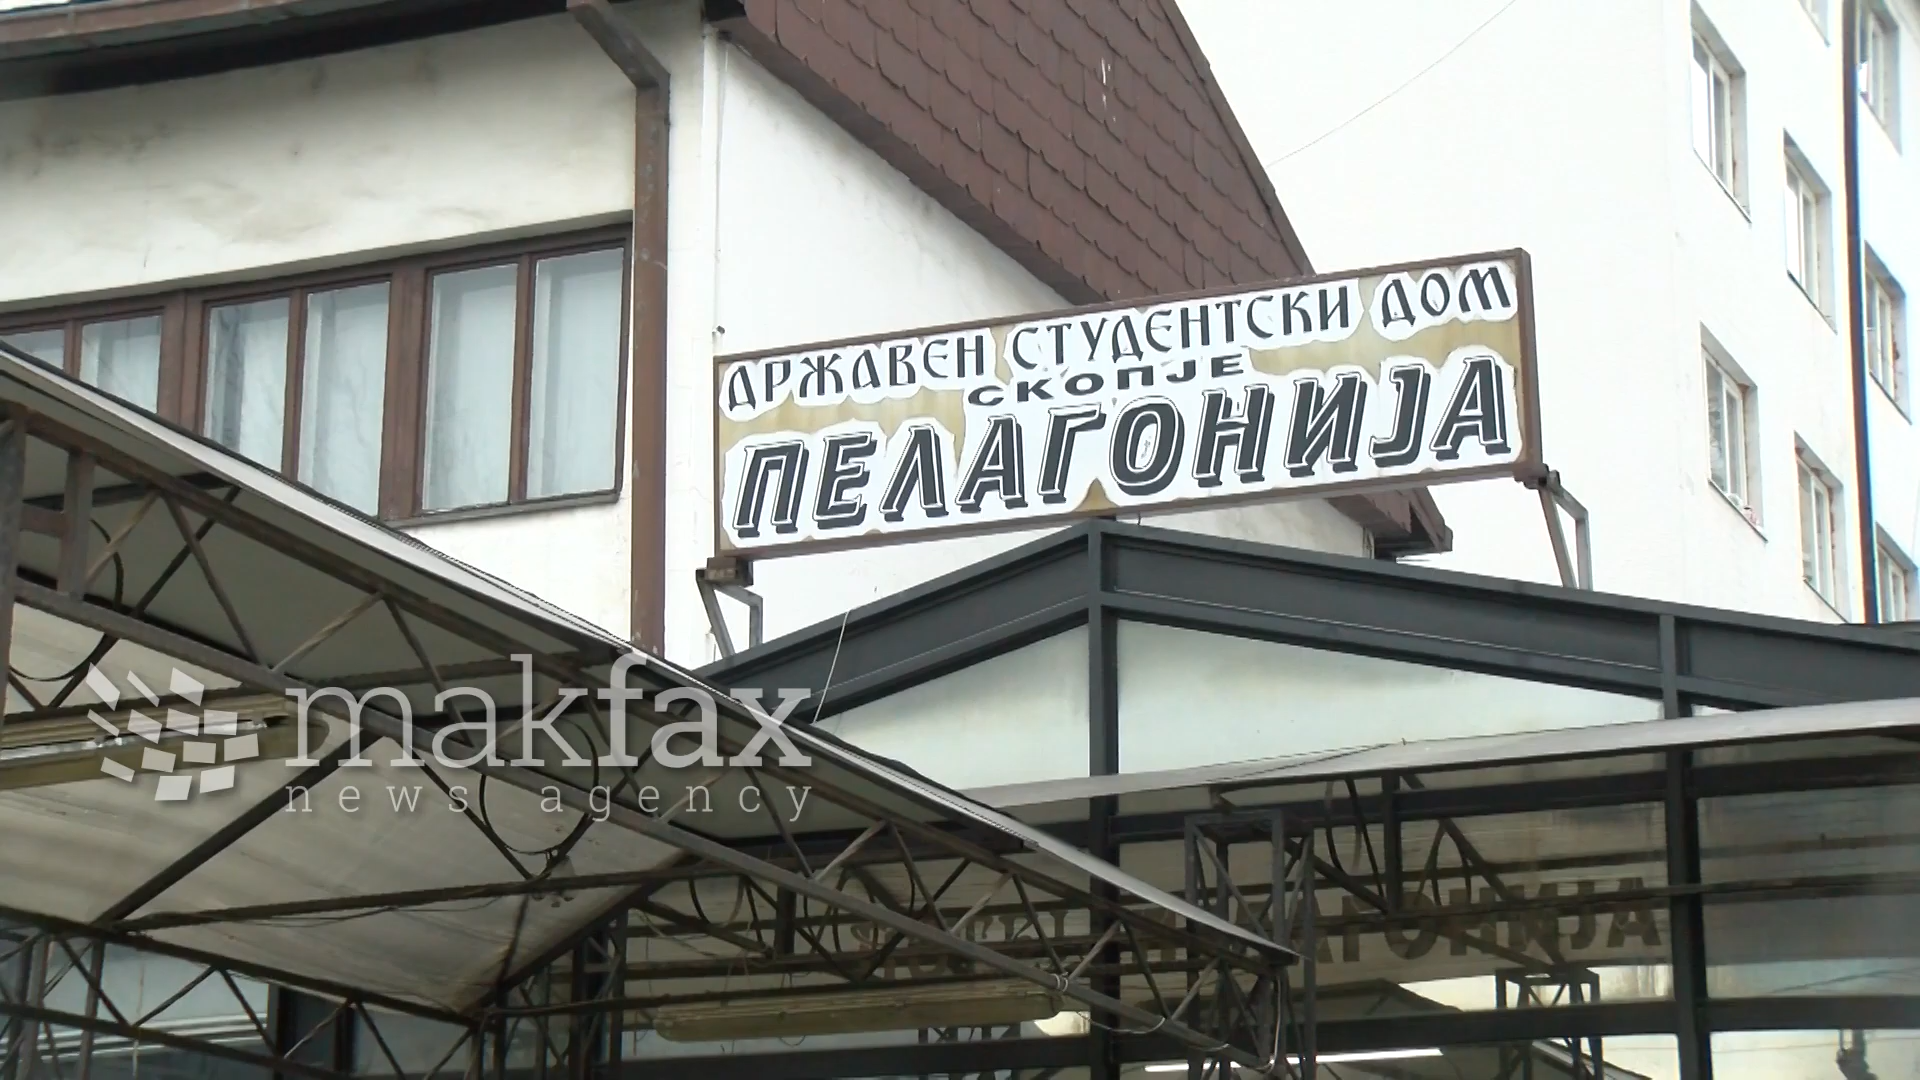 ДРЖАВЕН СТУДЕНТСКИ ДОМ
СКОПЈЕ
ПЕЛАГОНИЈА
makfax
news agency